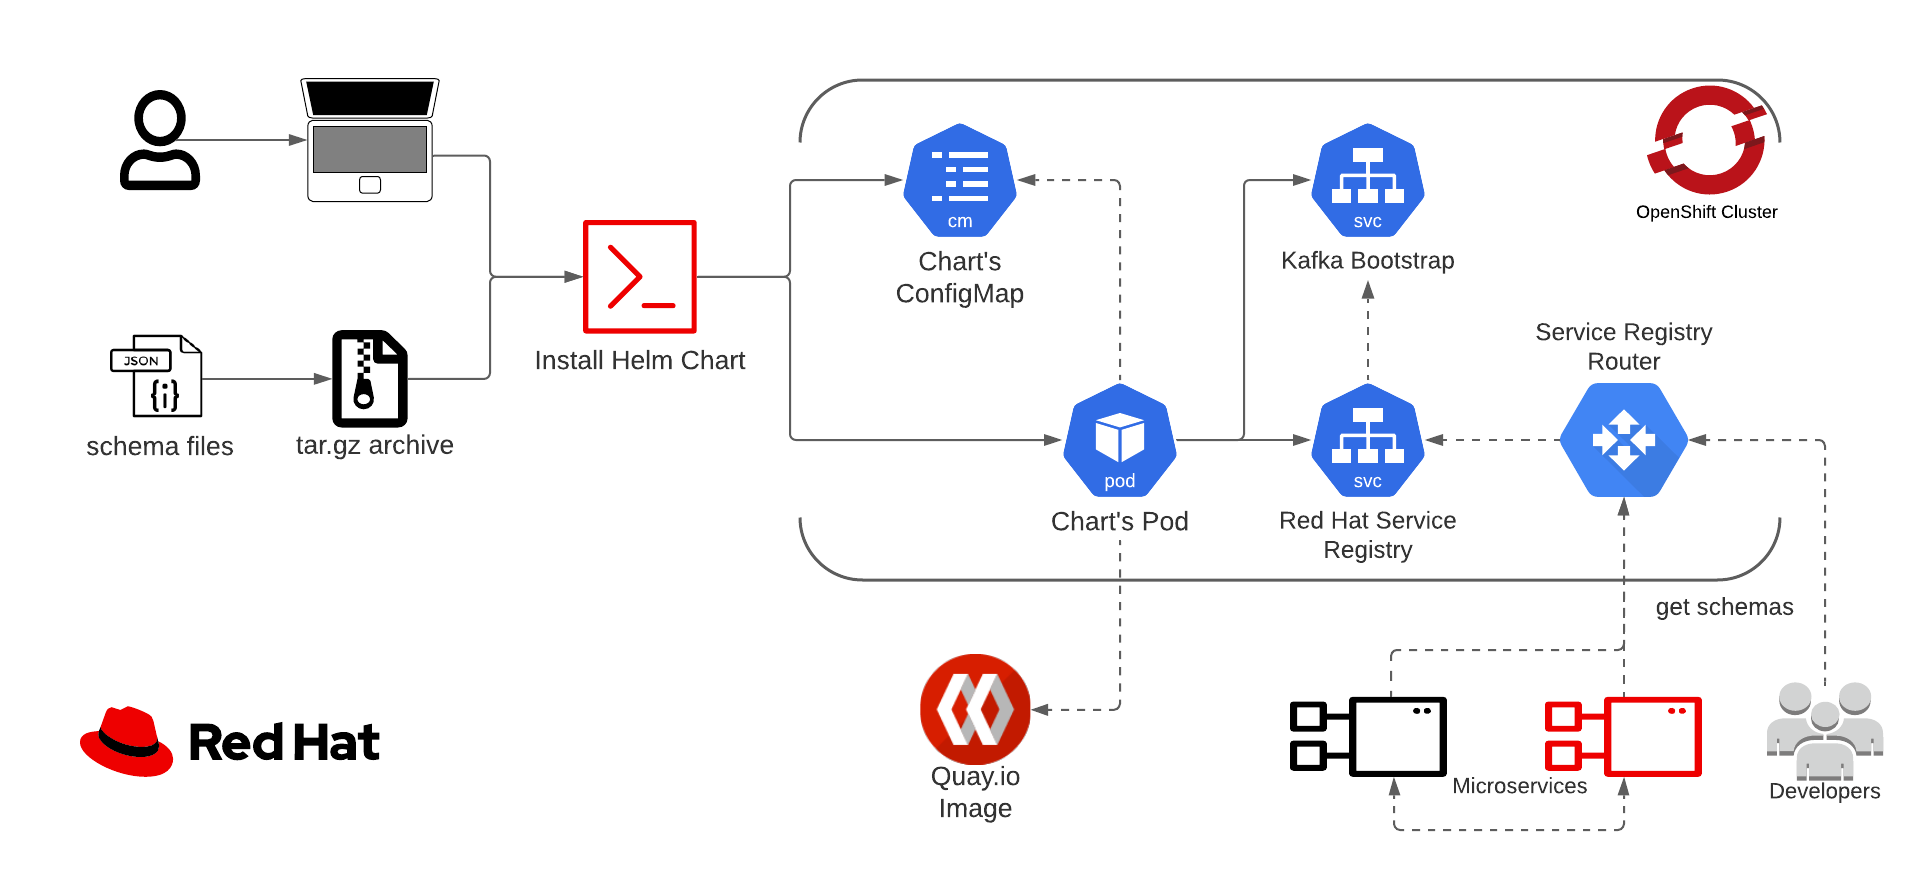 OpenShift Cluster
cm
Chart's
ConfigMap
svc
Kafka Bootstrap
Install Helm Chart
JSON
{i}
schema files
tar.gz archive
pod
Chart's Pod
svc
Red Hat Service
Registry
Service Registry
Router
get schemas
Red Hat
Quay.io
Image
Microservices
Developers